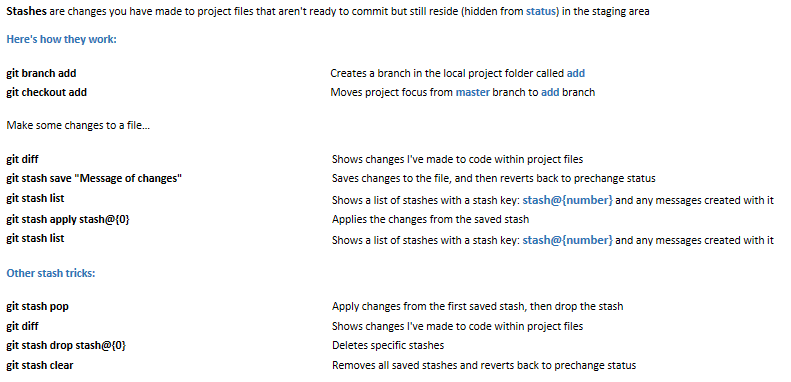 Stashes are changes you have made to project files that aren't ready to commit but still reside (hidden from status) in the staging area
Here's how they work:
git branch add Creates a branch in the local project folder called add
git checkout add Moves project focus from master branch to add branch
Make some changes to a file...
git diff Shows changes I've made to code within project files
git stash save "Message of changes" Saves changes to the file, and then reverts back to prechange status
git stash list Shows a list of stashes with a stash key: stash@{number} and any messages created with it
git stash apply stash@{0} Applies the changes from the saved stash
git stash list Shows a list of stashes with a stash key: stash@{number} and any messages created with it
Other stash tricks:
git stash pop Apply changes from the first saved stash, then drop the stash
git diff Shows changes I've made to code within project files
git stash drop stash@{0} Deletes specific stashes
git stash clear Removes all saved stashes and reverts back to prechange status